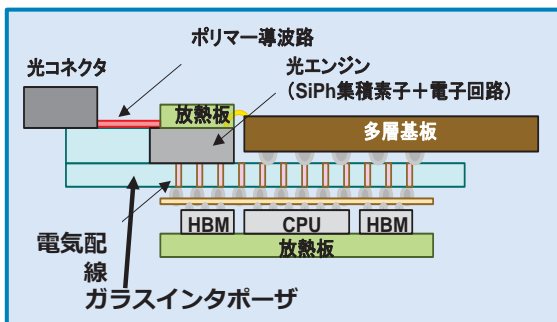 ポリマー導波路
光コネクタ
光エンジン
(SiPh集積素子+電子回路)
放熱板
多層基板
HBM
CPU
HBM
放熱板
電気配
線
ガラスインタポーザ